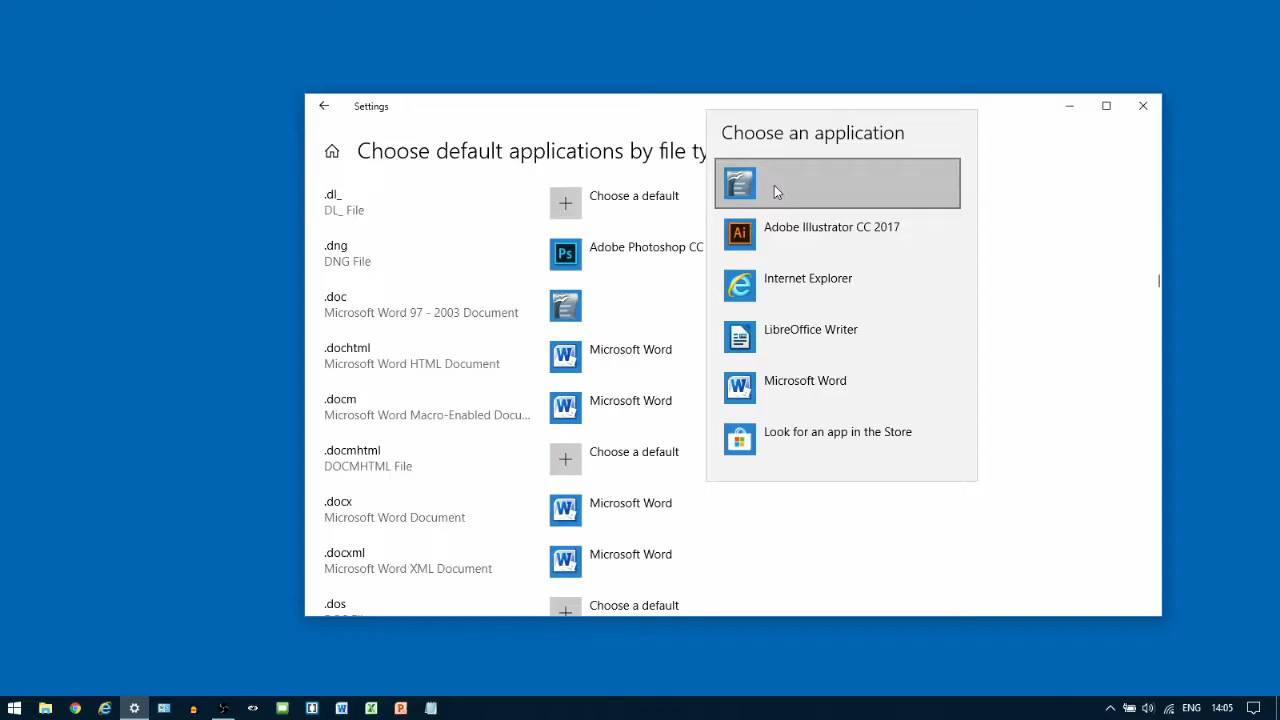 Settings
Choose default applications by file ty
.dl_
DL_ File
Choose a default
.dng
DNG File
Adobe Photoshop CC
.doc
Microsoft Word 97 - 2003 Document
.dochtml
Microsoft Word HTML Document
Microsoft Word
.docm
Microsoft Word Macro-Enabled Docu...
Microsoft Word
.docmhtml
DOCMHTML File
Choose a default
.docx
Microsoft Word Document
Microsoft Word
.docxml
Microsoft Word XML Document
Microsoft Word
.dos
Choose a default
Choose an application
Adobe Illustrator CC 2017
Internet Explorer
LibreOffice Writer
Microsoft Word
Look for an app in the Store
ENG
14:05